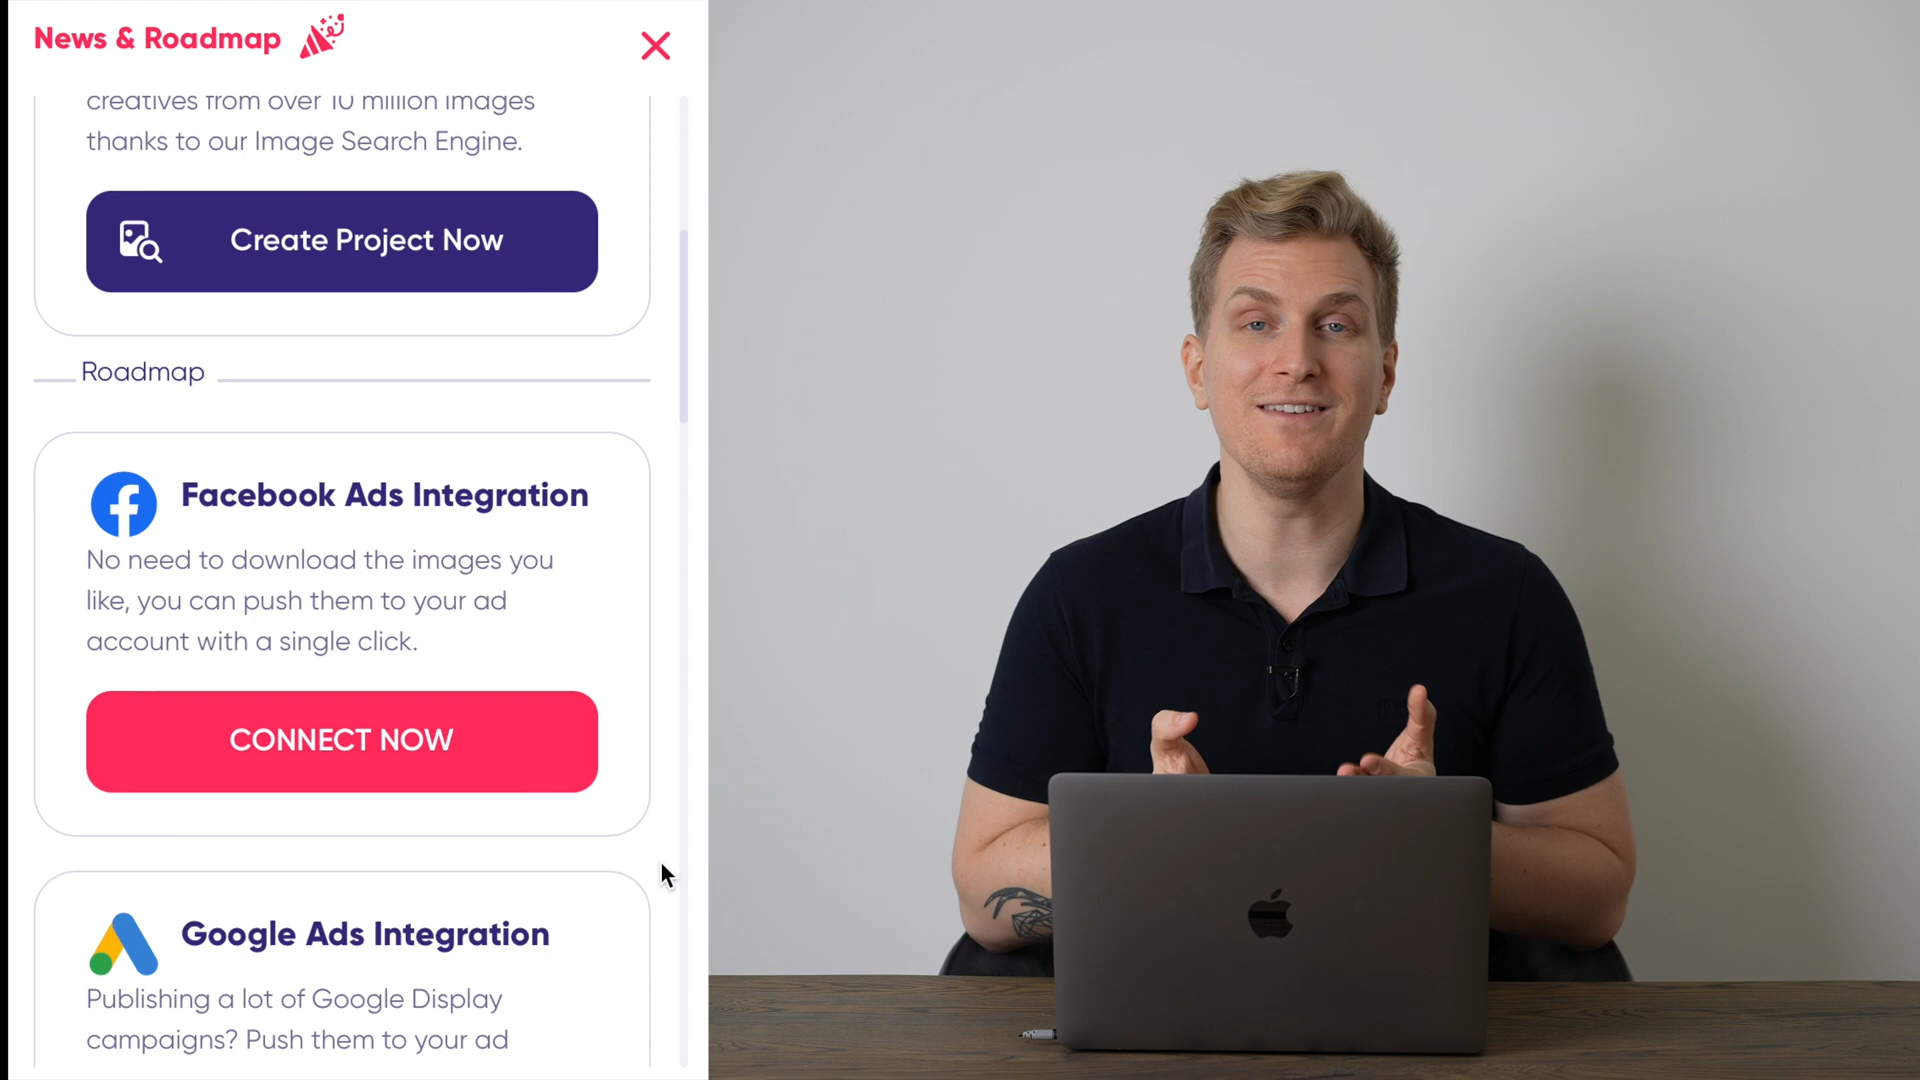 News & Roadmap
creatives from over 10 million images
thanks to our Image Search Engine.
Create Project Now
Roadmap
Facebook Ads Integration
No need to download the images you
like, you can push them to your ad
account with a single click.
CONNECT NOW
Google Ads Integration
Publishing a lot of Google Display
campaigns? Push them to your ad